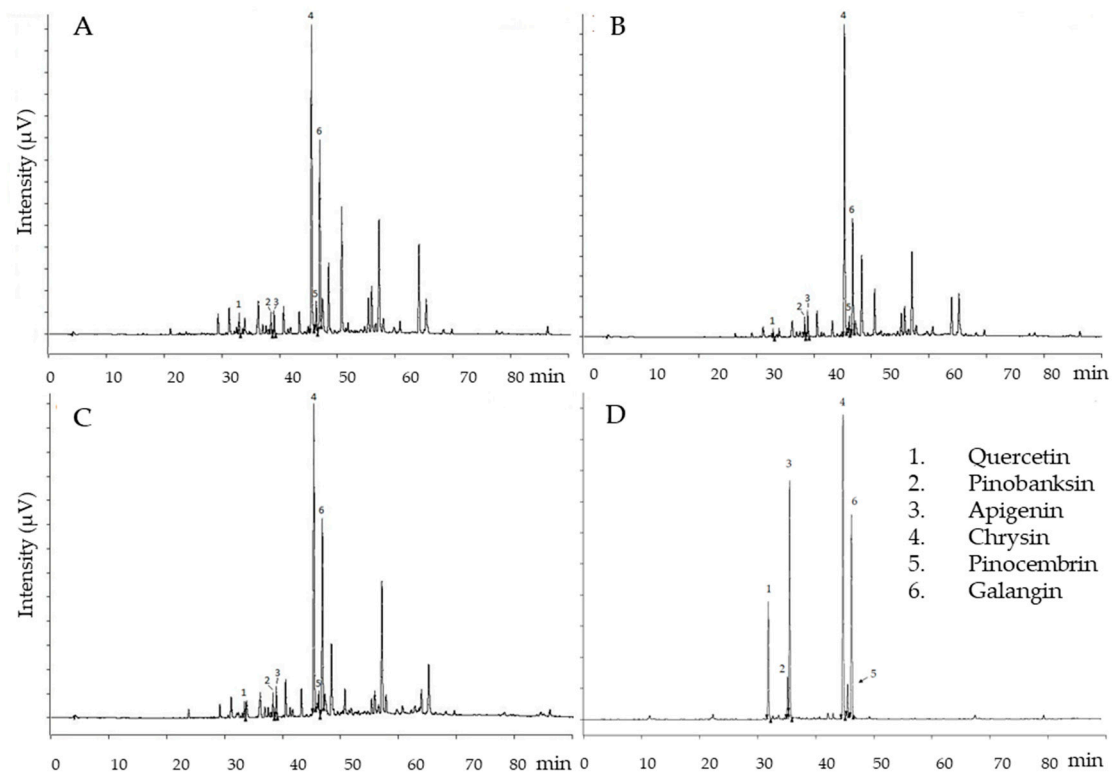 A
4
6
1
2
3
5
Intensity (µV)
0 10 20 30 40 50 60 70 80 min
B
4
6
1
2
3
5
0 10 20 30 40 50 60 70 80 min
C
4
6
1
2
3
5
Intensity (µV)
0 10 20 30 40 50 60 70 80 min
D
4
3
6
1
2
5
1. Quercetin
2. Pinobanksin
3. Apigenin
4. Chrysin
5. Pinocembrin
6. Galangin
0 10 20 30 40 50 60 70 80 min